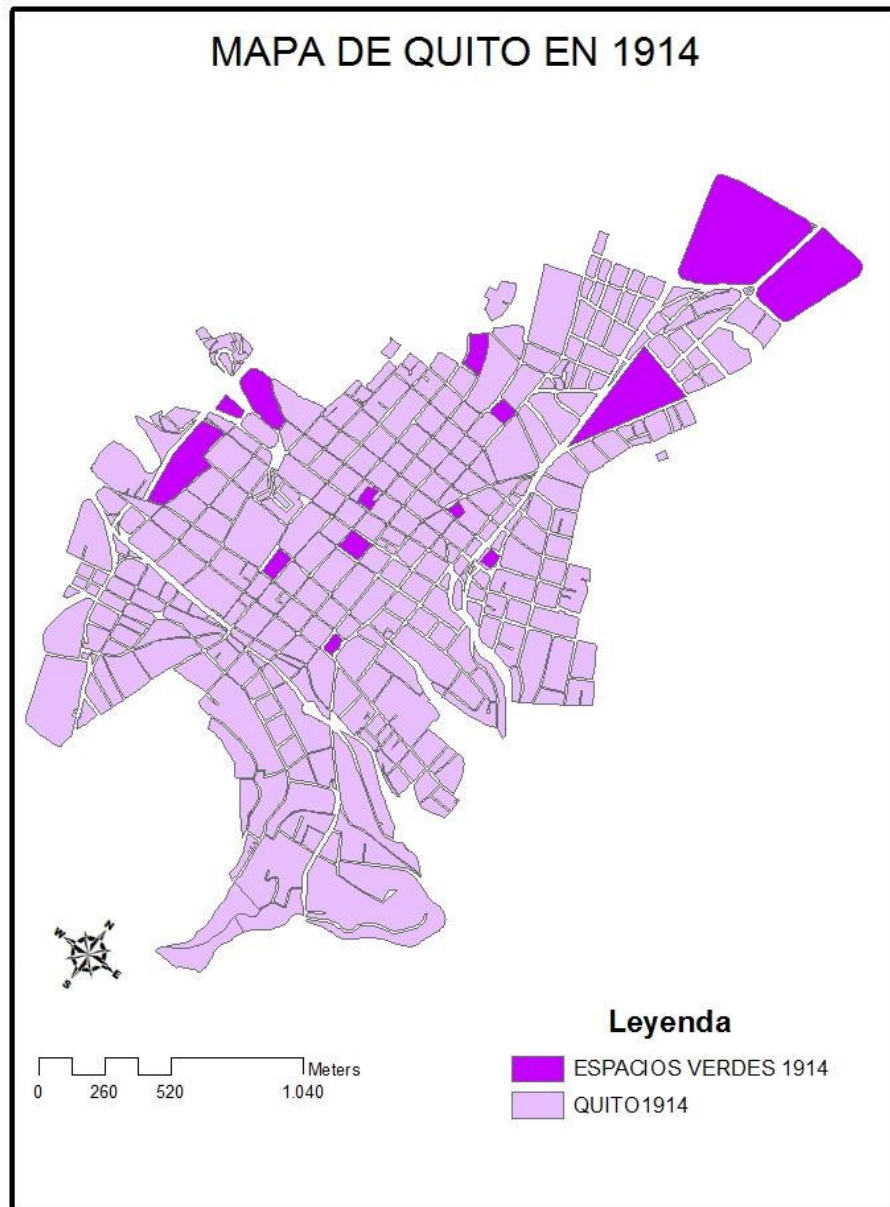 MAPA DE QUITO EN 1914
N
W
E
S
Meters
0 260 520 1.040
Leyenda
ESPACIOS VERDES 1914
QUITO1914